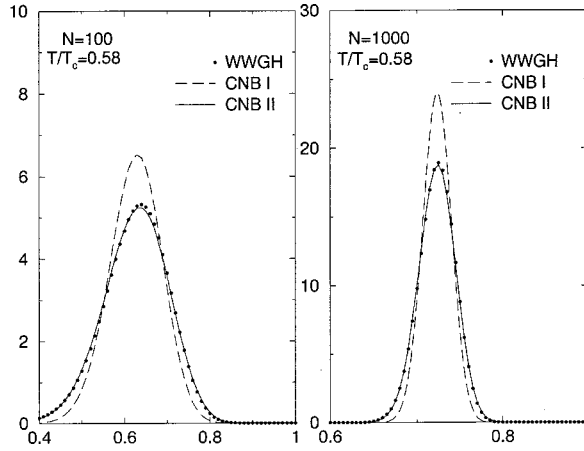 10
N=100
T/Tc=0.58
WWGH
CNB I
CNB II
8
6
4
2
0
0.4
0.6
0.8
1
30
N=1000
T/Tc=0.58
WWGH
CNB I
CNB II
20
10
0
0.6
0.8